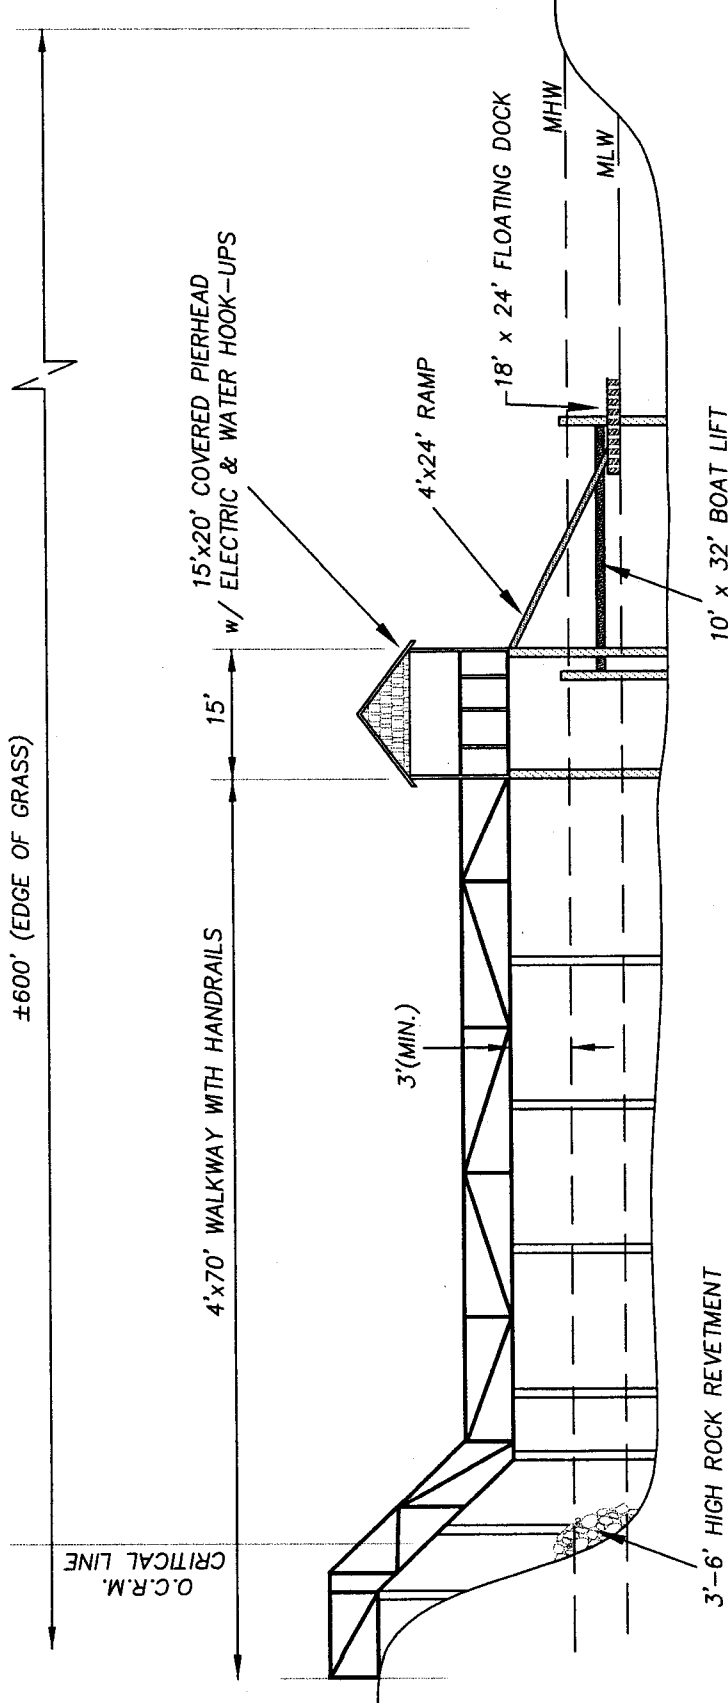 ±600' (EDGE OF GRASS)
O.C.R.M.
CRITICAL LINE
4'x70' WALKWAY WITH HANDRAILS
15'
15'x20' COVERED PIERHEAD
w/ ELECTRIC & WATER HOOK-UPS
3'(MIN.)
4'x24' RAMP
18' x 24' FLOATING DOCK
MHW
MLW
3'-6' HIGH ROCK REVETMENT
10' x 32' BOAT LIFT